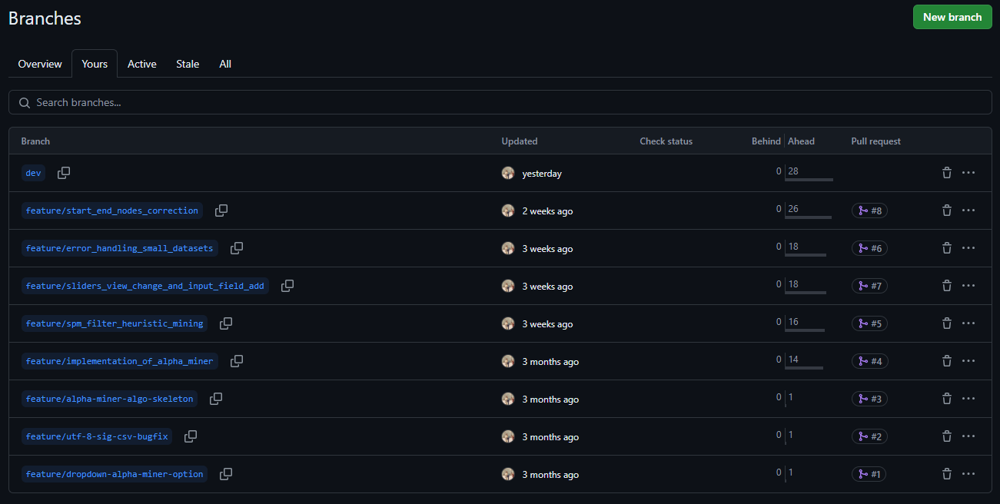 Branches
New branch
Overview Yours Active Stale All
Search branches...
Branch Updated Check status Behind Ahead Pull request
dev yesterday 0 28
feature/start_end_nodes_correction 2 weeks ago 0 26 #8
feature/error_handling_small_datasets 3 weeks ago 0 18 #6
feature/sliders_view_change_and_input_field_add 3 weeks ago 0 18 #7
feature/spm_filter_heuristic_mining 3 weeks ago 0 16 #5
feature/implementation_of_alpha_miner 3 months ago 0 14 #4
feature/alpha-miner-algo-skeleton 3 months ago 0 1 #3
feature/utf-8-sig-csv-bugfix 3 months ago 0 1 #2
feature/dropdown-alpha-miner-option 3 months ago 0 1 #1